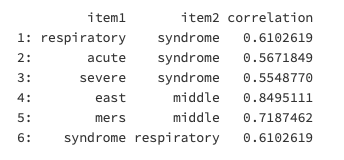 item1 item2 correlation
1: respiratory syndrome 0.6102619
2: acute syndrome 0.5671849
3: severe syndrome 0.5548770
4: east middle 0.8495111
5: mers middle 0.7187462
6: syndrome respiratory 0.6102619